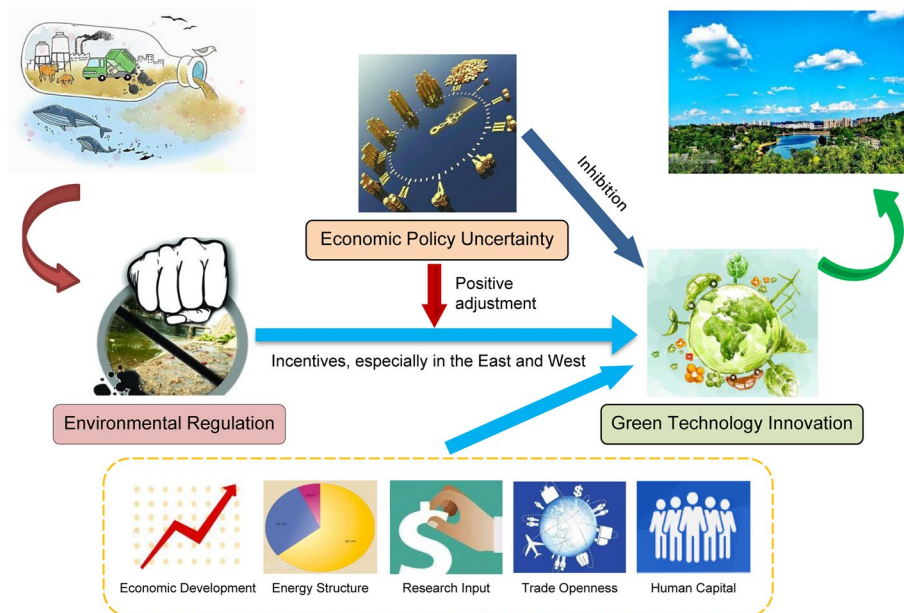 Inhibition
Economic Policy Uncertainty
Positive
adjustment
Incentives, especially in the East and West
Environmental Regulation
Green Technology Innovation
Economic Development
Energy Structure
Research Input
Trade Openness
Human Capital